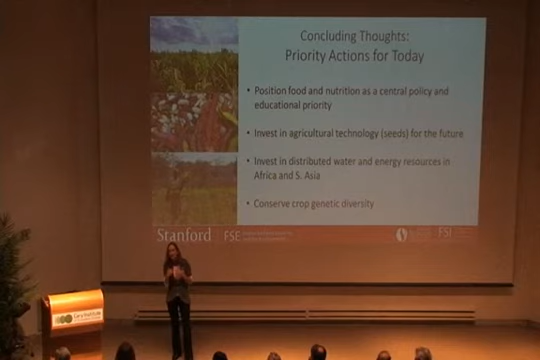 Concluding Thoughts:
Priority Actions for Today
• Position food and nutrition as a central policy and
educational priority
• Invest in agricultural technology (seeds) for the future
• Invest in distributed water and energy resources in
Africa and S. Asia
• Conserve crop genetic diversity
Stanford FSE
FSI
Cary Institute